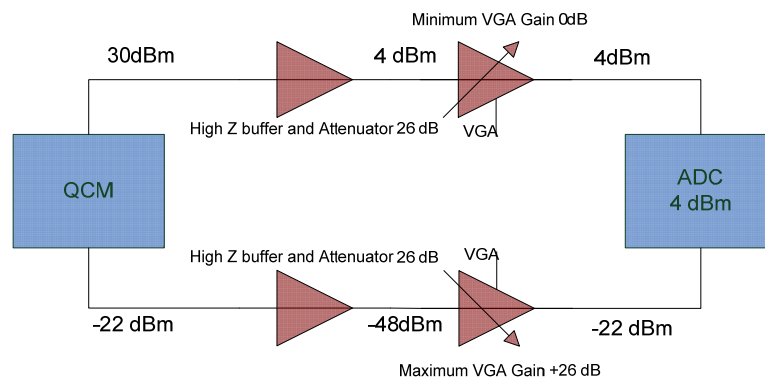 Minimum VGA Gain 0dB
30dBm
4 dBm
4dBm
High Z buffer and Attenuator 26 dB
VGA
QCM
ADC
4 dBm
High Z buffer and Attenuator 26 dB
VGA
-22 dBm
-48dBm
-22 dBm
Maximum VGA Gain +26 dB